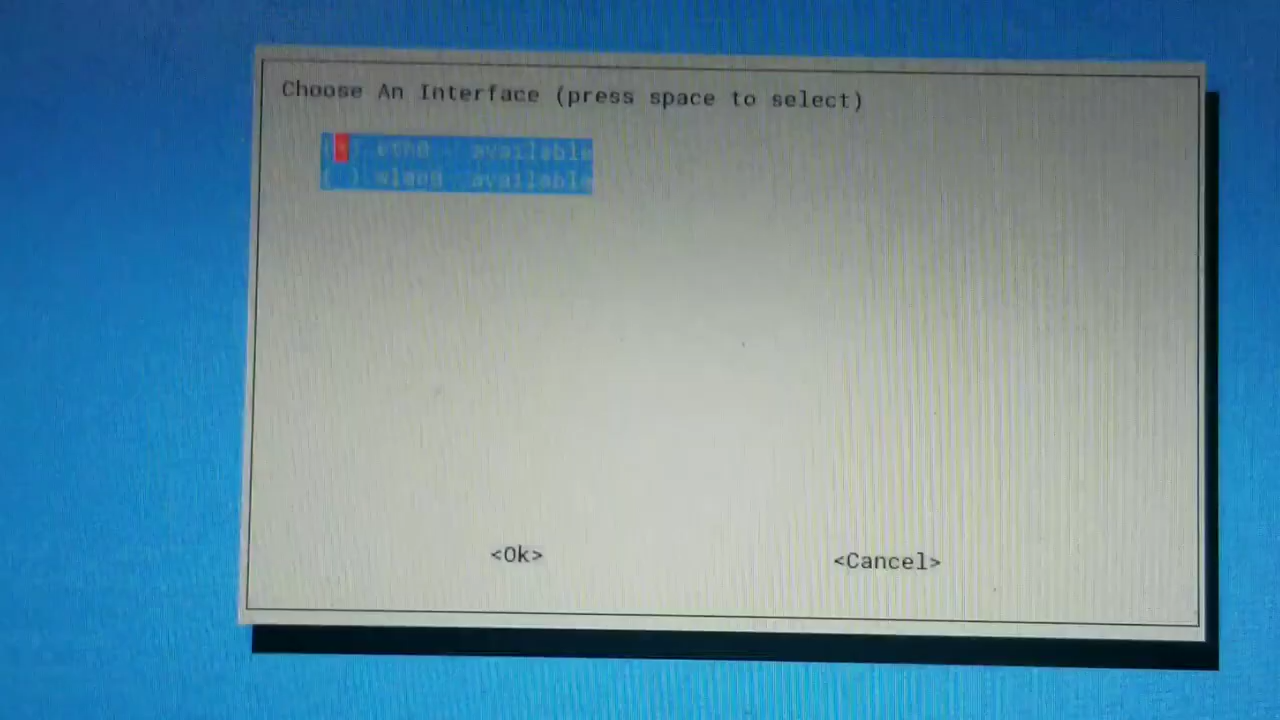 Choose An Interface (press space to select)
(*) eth0 - available
( ) wlan0 - available
<Ok> <Cancel>